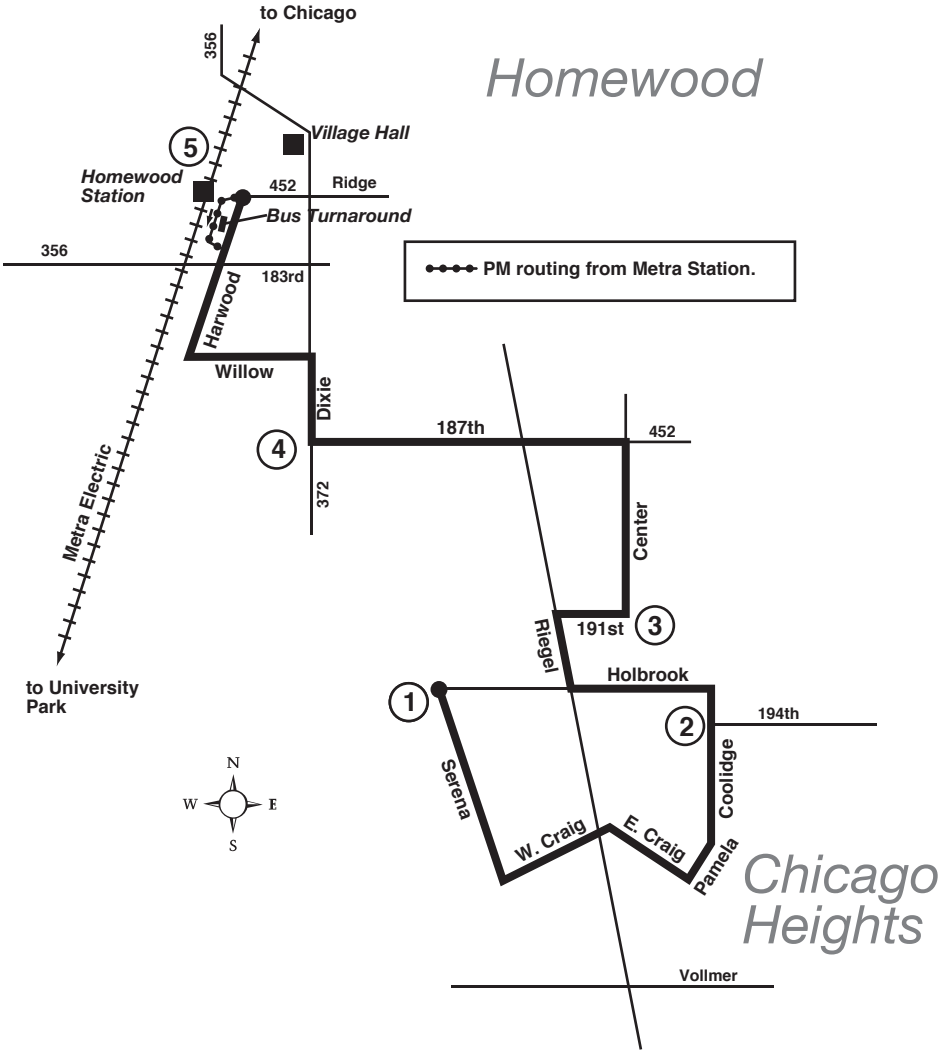 to Chicago
356
Homewood
Village Hall
5
Homewood
Station
452
Ridge
Bus Turnaround
356
183rd
PM routing from Metra Station.
Harwood
Willow
Dixie
187th
452
4
372
Metra Electric
Center
191st
3
Riegel
Holbrook
to University
Park
1
2
194th
Serena
Coolidge
N
W
E
S
W. Craig
E. Craig
Pamela
Chicago
Heights
Vollmer